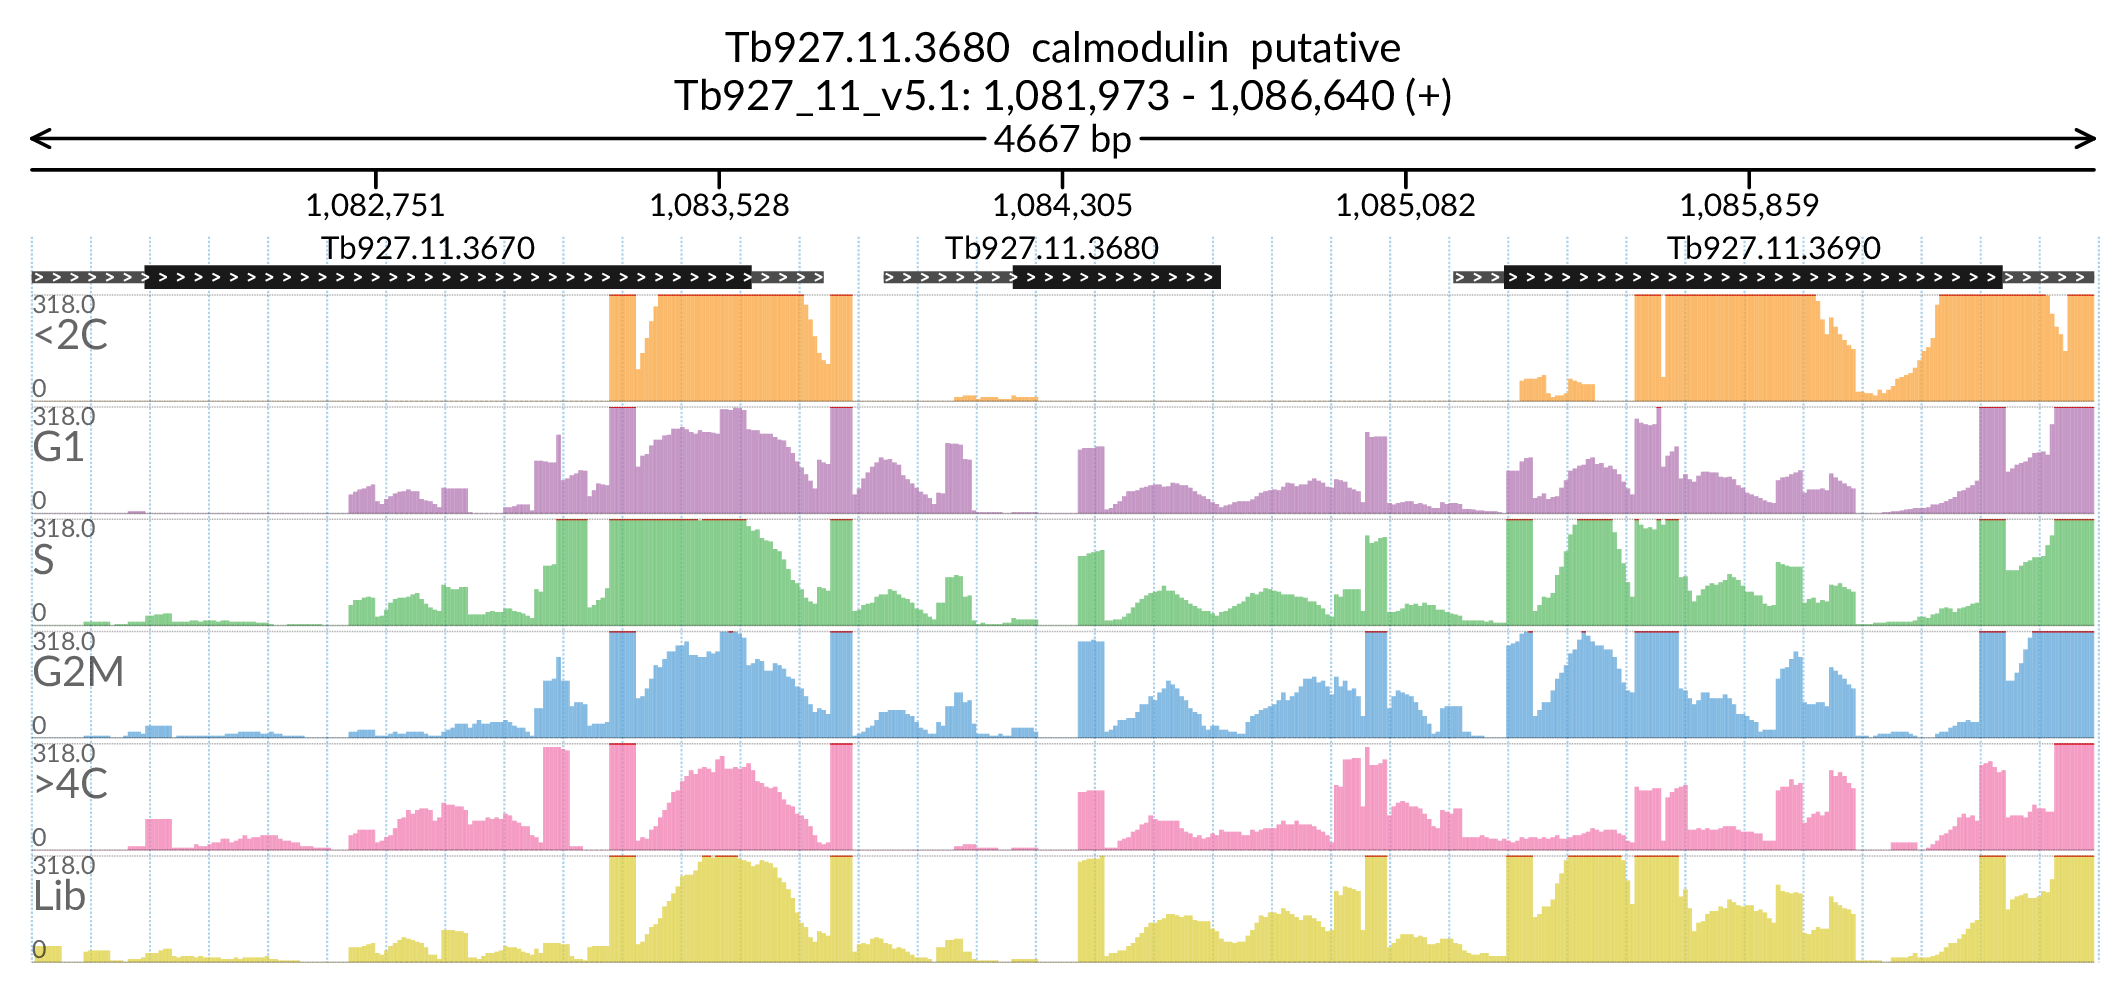 Tb927.11.3680 calmodulin putative
Tb927_11_v5.1: 1,081,973 - 1,086,640 (+)
4667 bp
1,082,751 1,083,528 1,084,305 1,085,082 1,085,859
Tb927.11.3670 Tb927.11.3680 Tb927.11.3690
318.0
<2C
0
318.0
G1
0
318.0
S
0
318.0
G2M
0
318.0
>4C
0
318.0
Lib
0